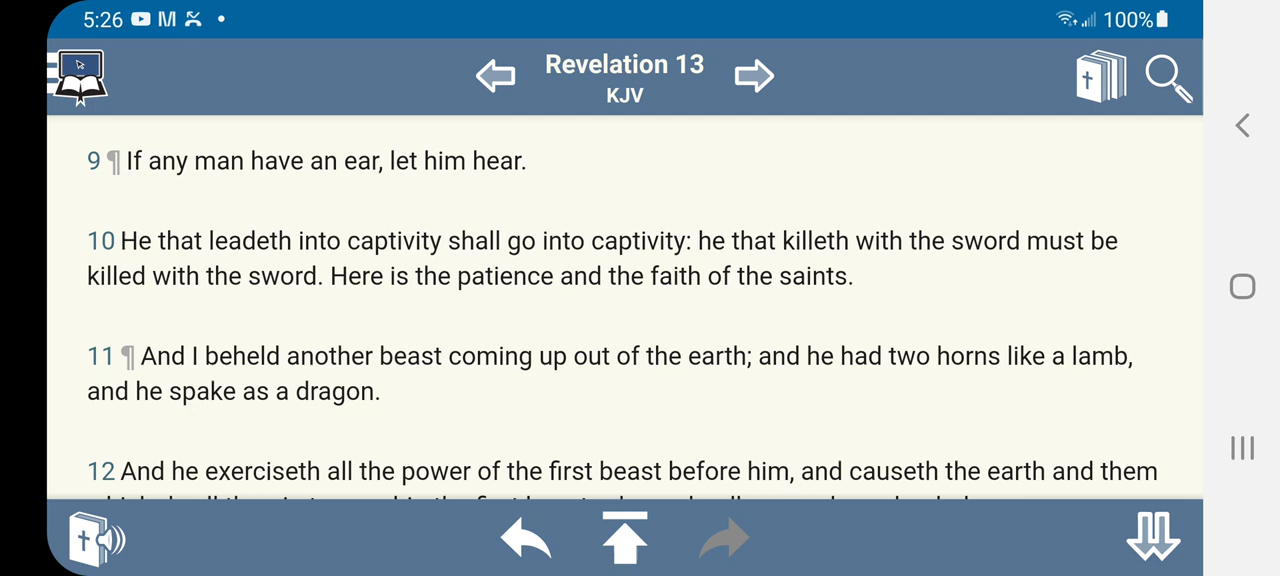 5:26 100%
Revelation 13
KJV
9 ¶ If any man have an ear, let him hear.
10 He that leadeth into captivity shall go into captivity: he that killeth with the sword must be
killed with the sword. Here is the patience and the faith of the saints.
11 ¶ And I beheld another beast coming up out of the earth; and he had two horns like a lamb,
and he spake as a dragon.
12 And he exerciseth all the power of the first beast before him, and causeth the earth and them